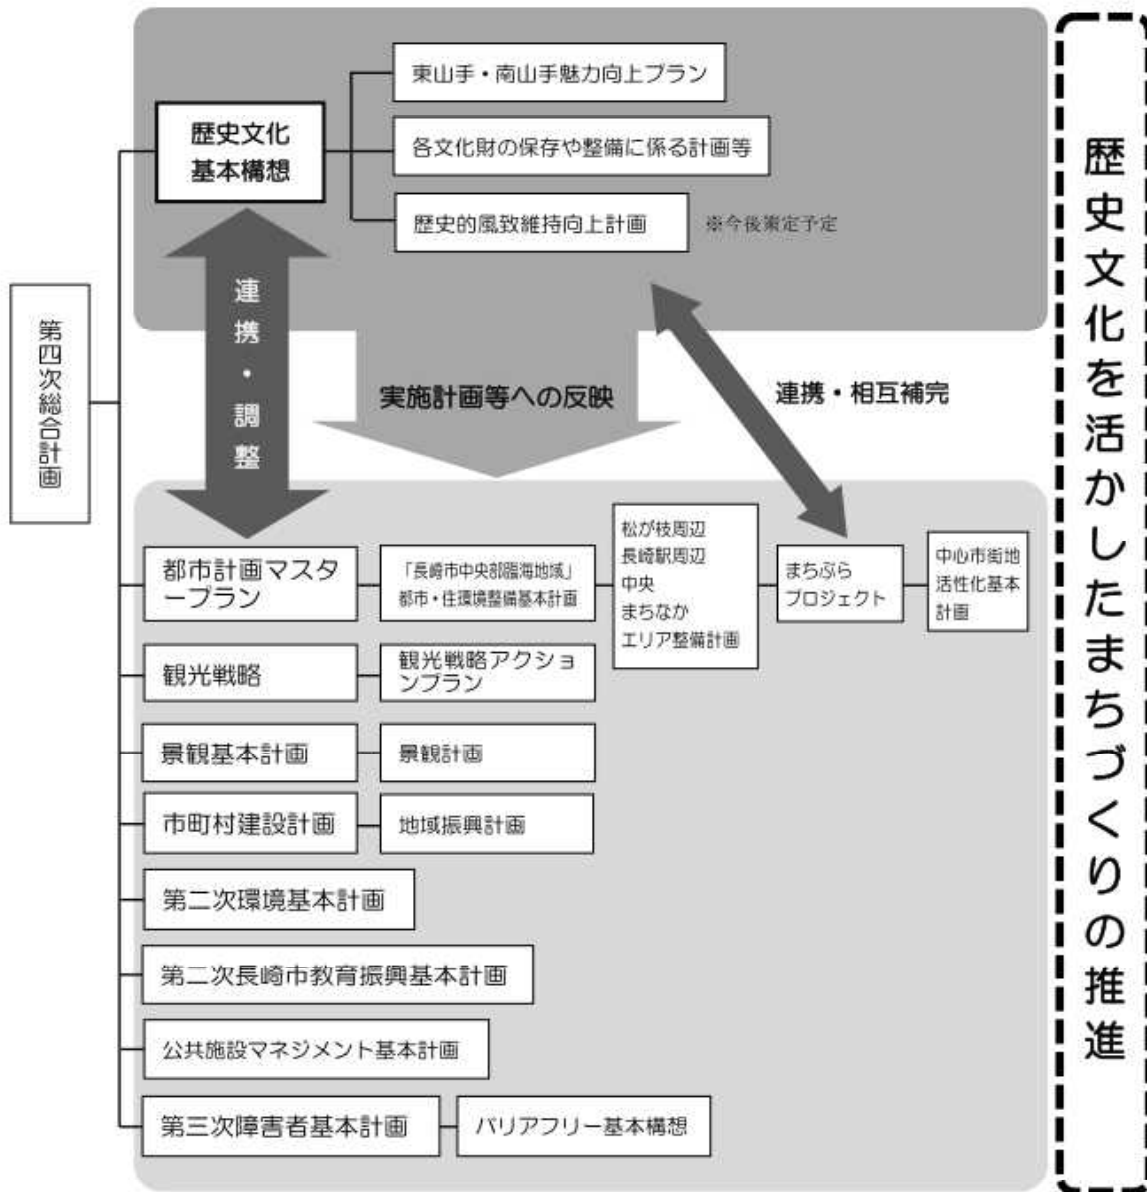 東山手・南山手魅力向上プラン
歴史文化
基本構想
各文化財の保存や整備に係る計画等
歴史的風致維持向上計画
※今後策定予定
連携・調整
第四次総合計画
実施計画等への反映
連携・相互補完
都市計画マスタ
ープラン
「長崎市中央部臨海地域」
都市・住環境整備基本計画
松が枝周辺
長崎駅周辺
中央
まちなか
エリア整備計画
まちぶら
プロジェクト
中心市街地
活性化基本
計画
観光戦略
観光戦略アクショ
ンプラン
景観基本計画
景観計画
市町村建設計画
地域振興計画
第二次環境基本計画
第二次長崎市教育振興基本計画
公共施設マネジメント基本計画
第三次障害者基本計画
バリアフリー基本構想
歴史文化を活かしたまちづくりの推進